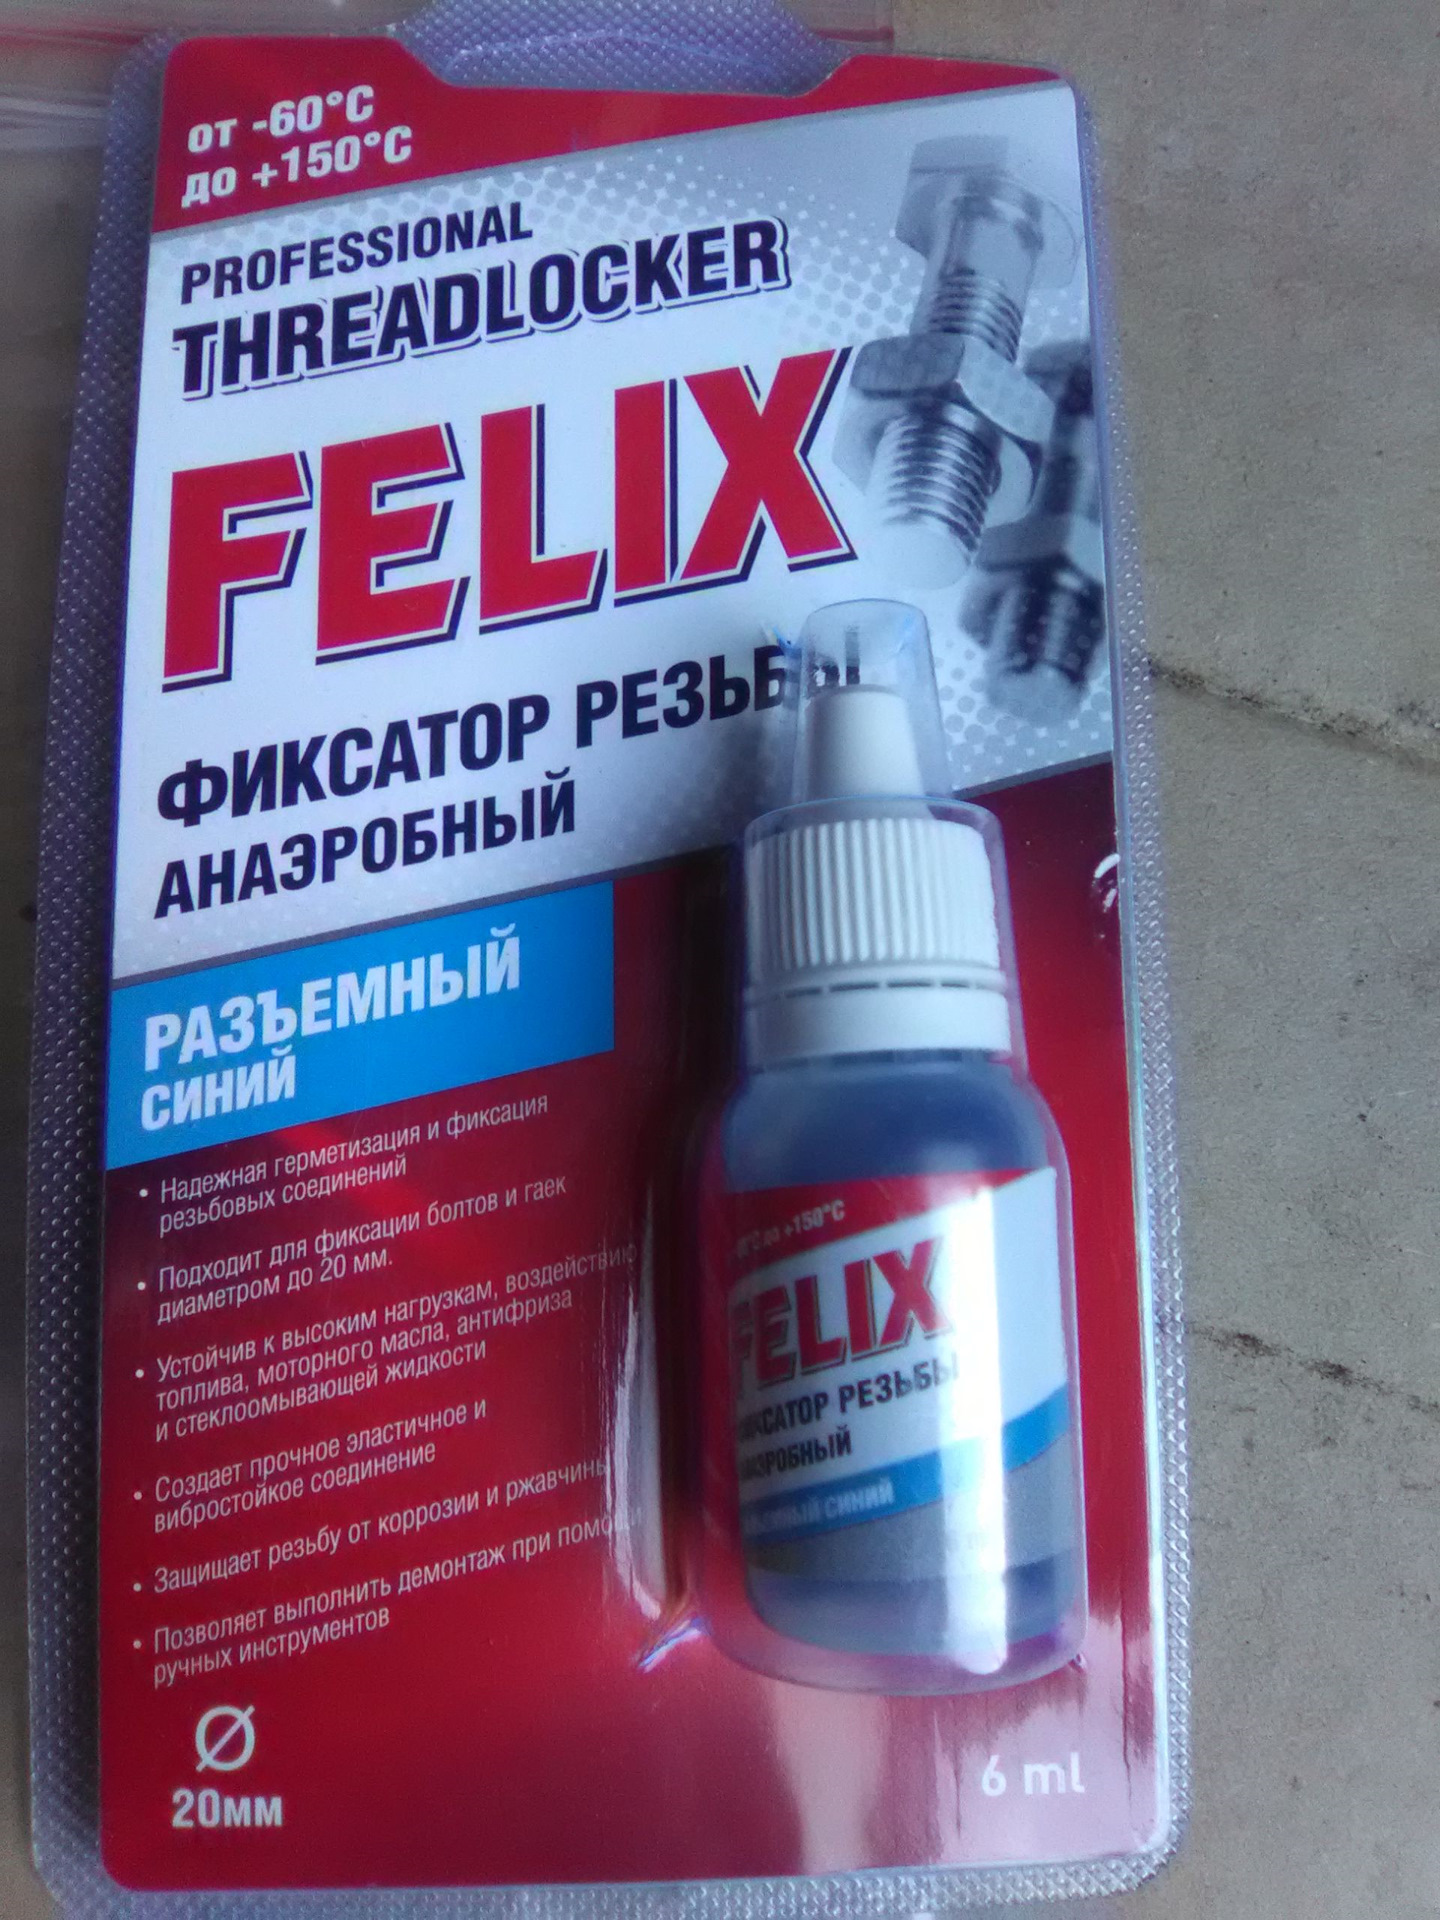 от -60°C
до +150°C
PROFESSIONAL
THREADLOCKER
FELIX
ФИКСАТОР РЕЗЬБЫ
АНАЭРОБНЫЙ
РАЗЪЕМНЫЙ
СИНИЙ
• Надежная герметизация и фиксация
резьбовых соединений
• Подходит для фиксации болтов и гаек
диаметром до 20 мм.
• Устойчив к высоким нагрузкам, воздействию
топлива, моторного масла, антифриза
и стеклоомывающей жидкости
• Создает прочное эластичное и
вибростойкое соединение
• Защищает резьбу от коррозии и ржавчины
• Позволяет выполнить демонтаж при помощи
ручных инструментов
Ø
20мм
до +150°C
FELIX
ФИКСАТОР РЕЗЬБЫ
АНАЭРОБНЫЙ
СИНИЙ
6 ml